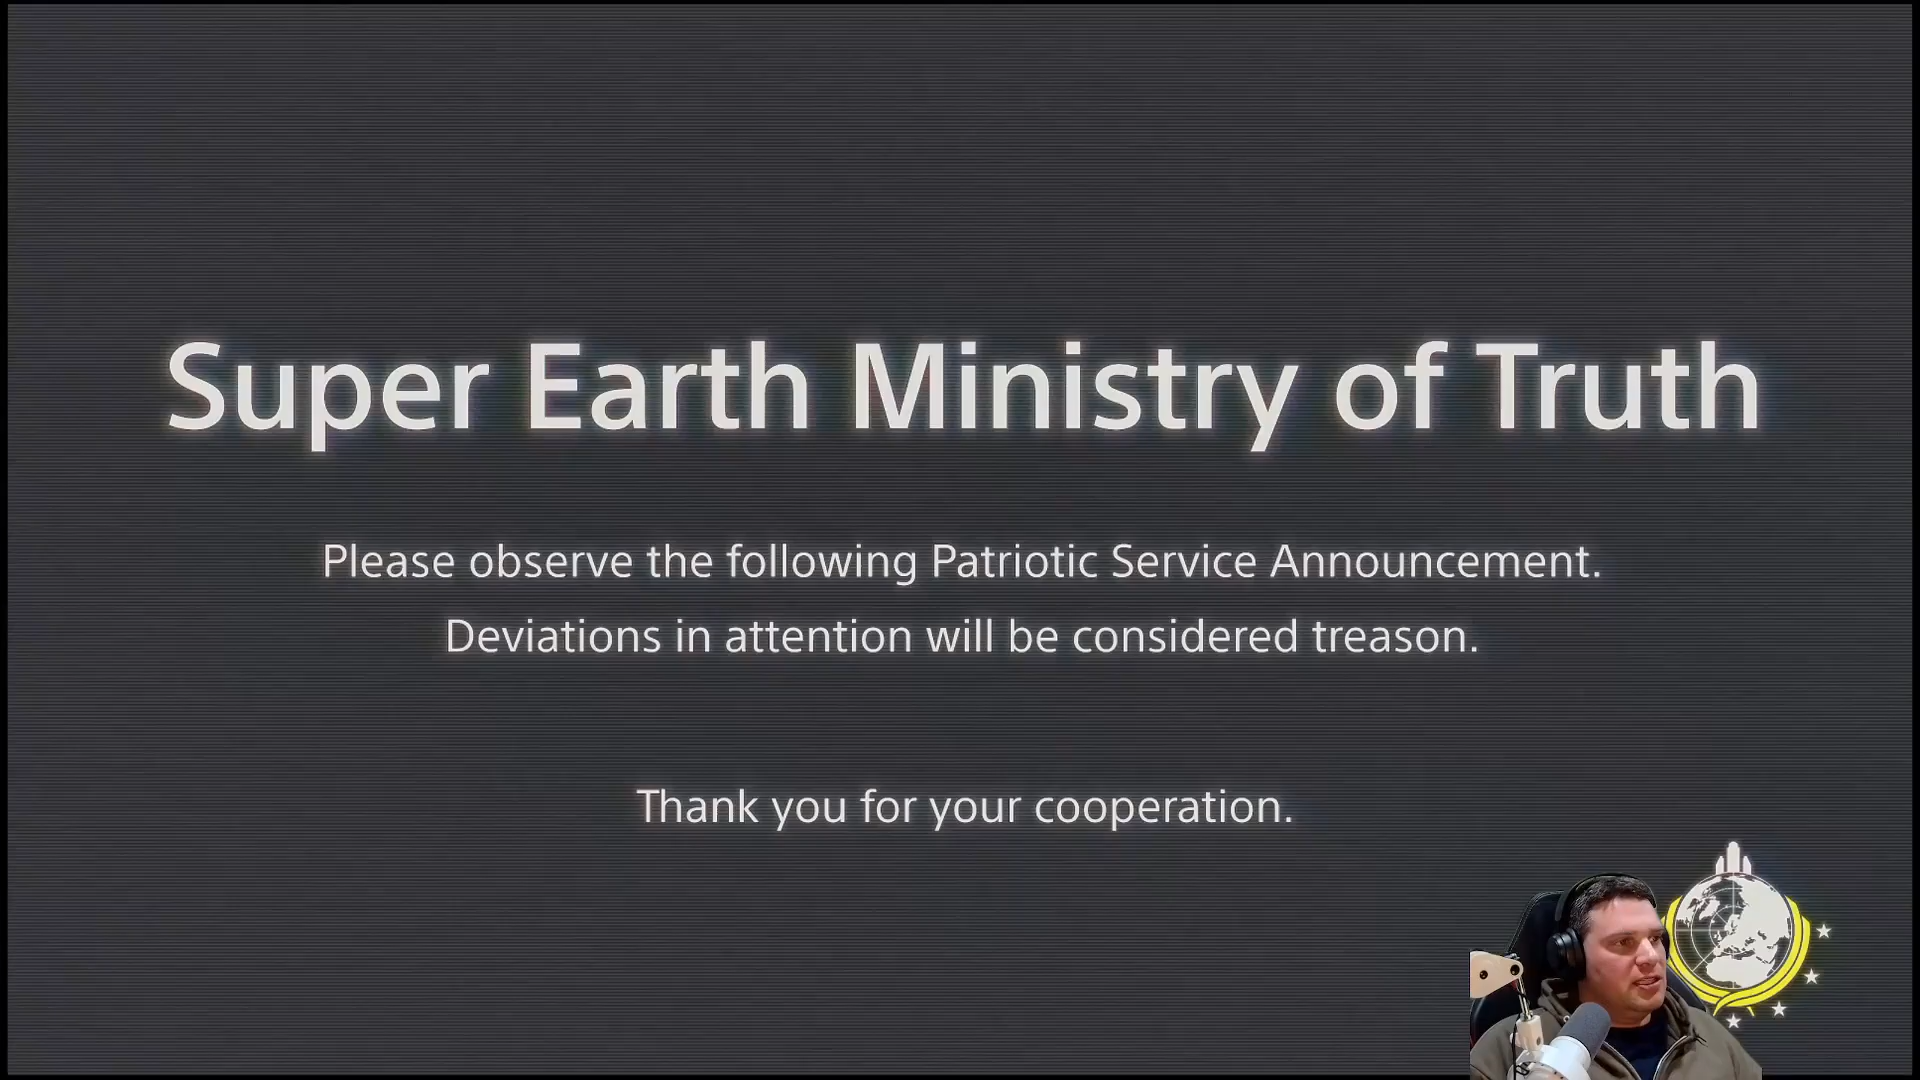 Super Earth Ministry of Truth
Please observe the following Patriotic Service Announcement.
Deviations in attention will be considered treason.
Thank you for your cooperation.